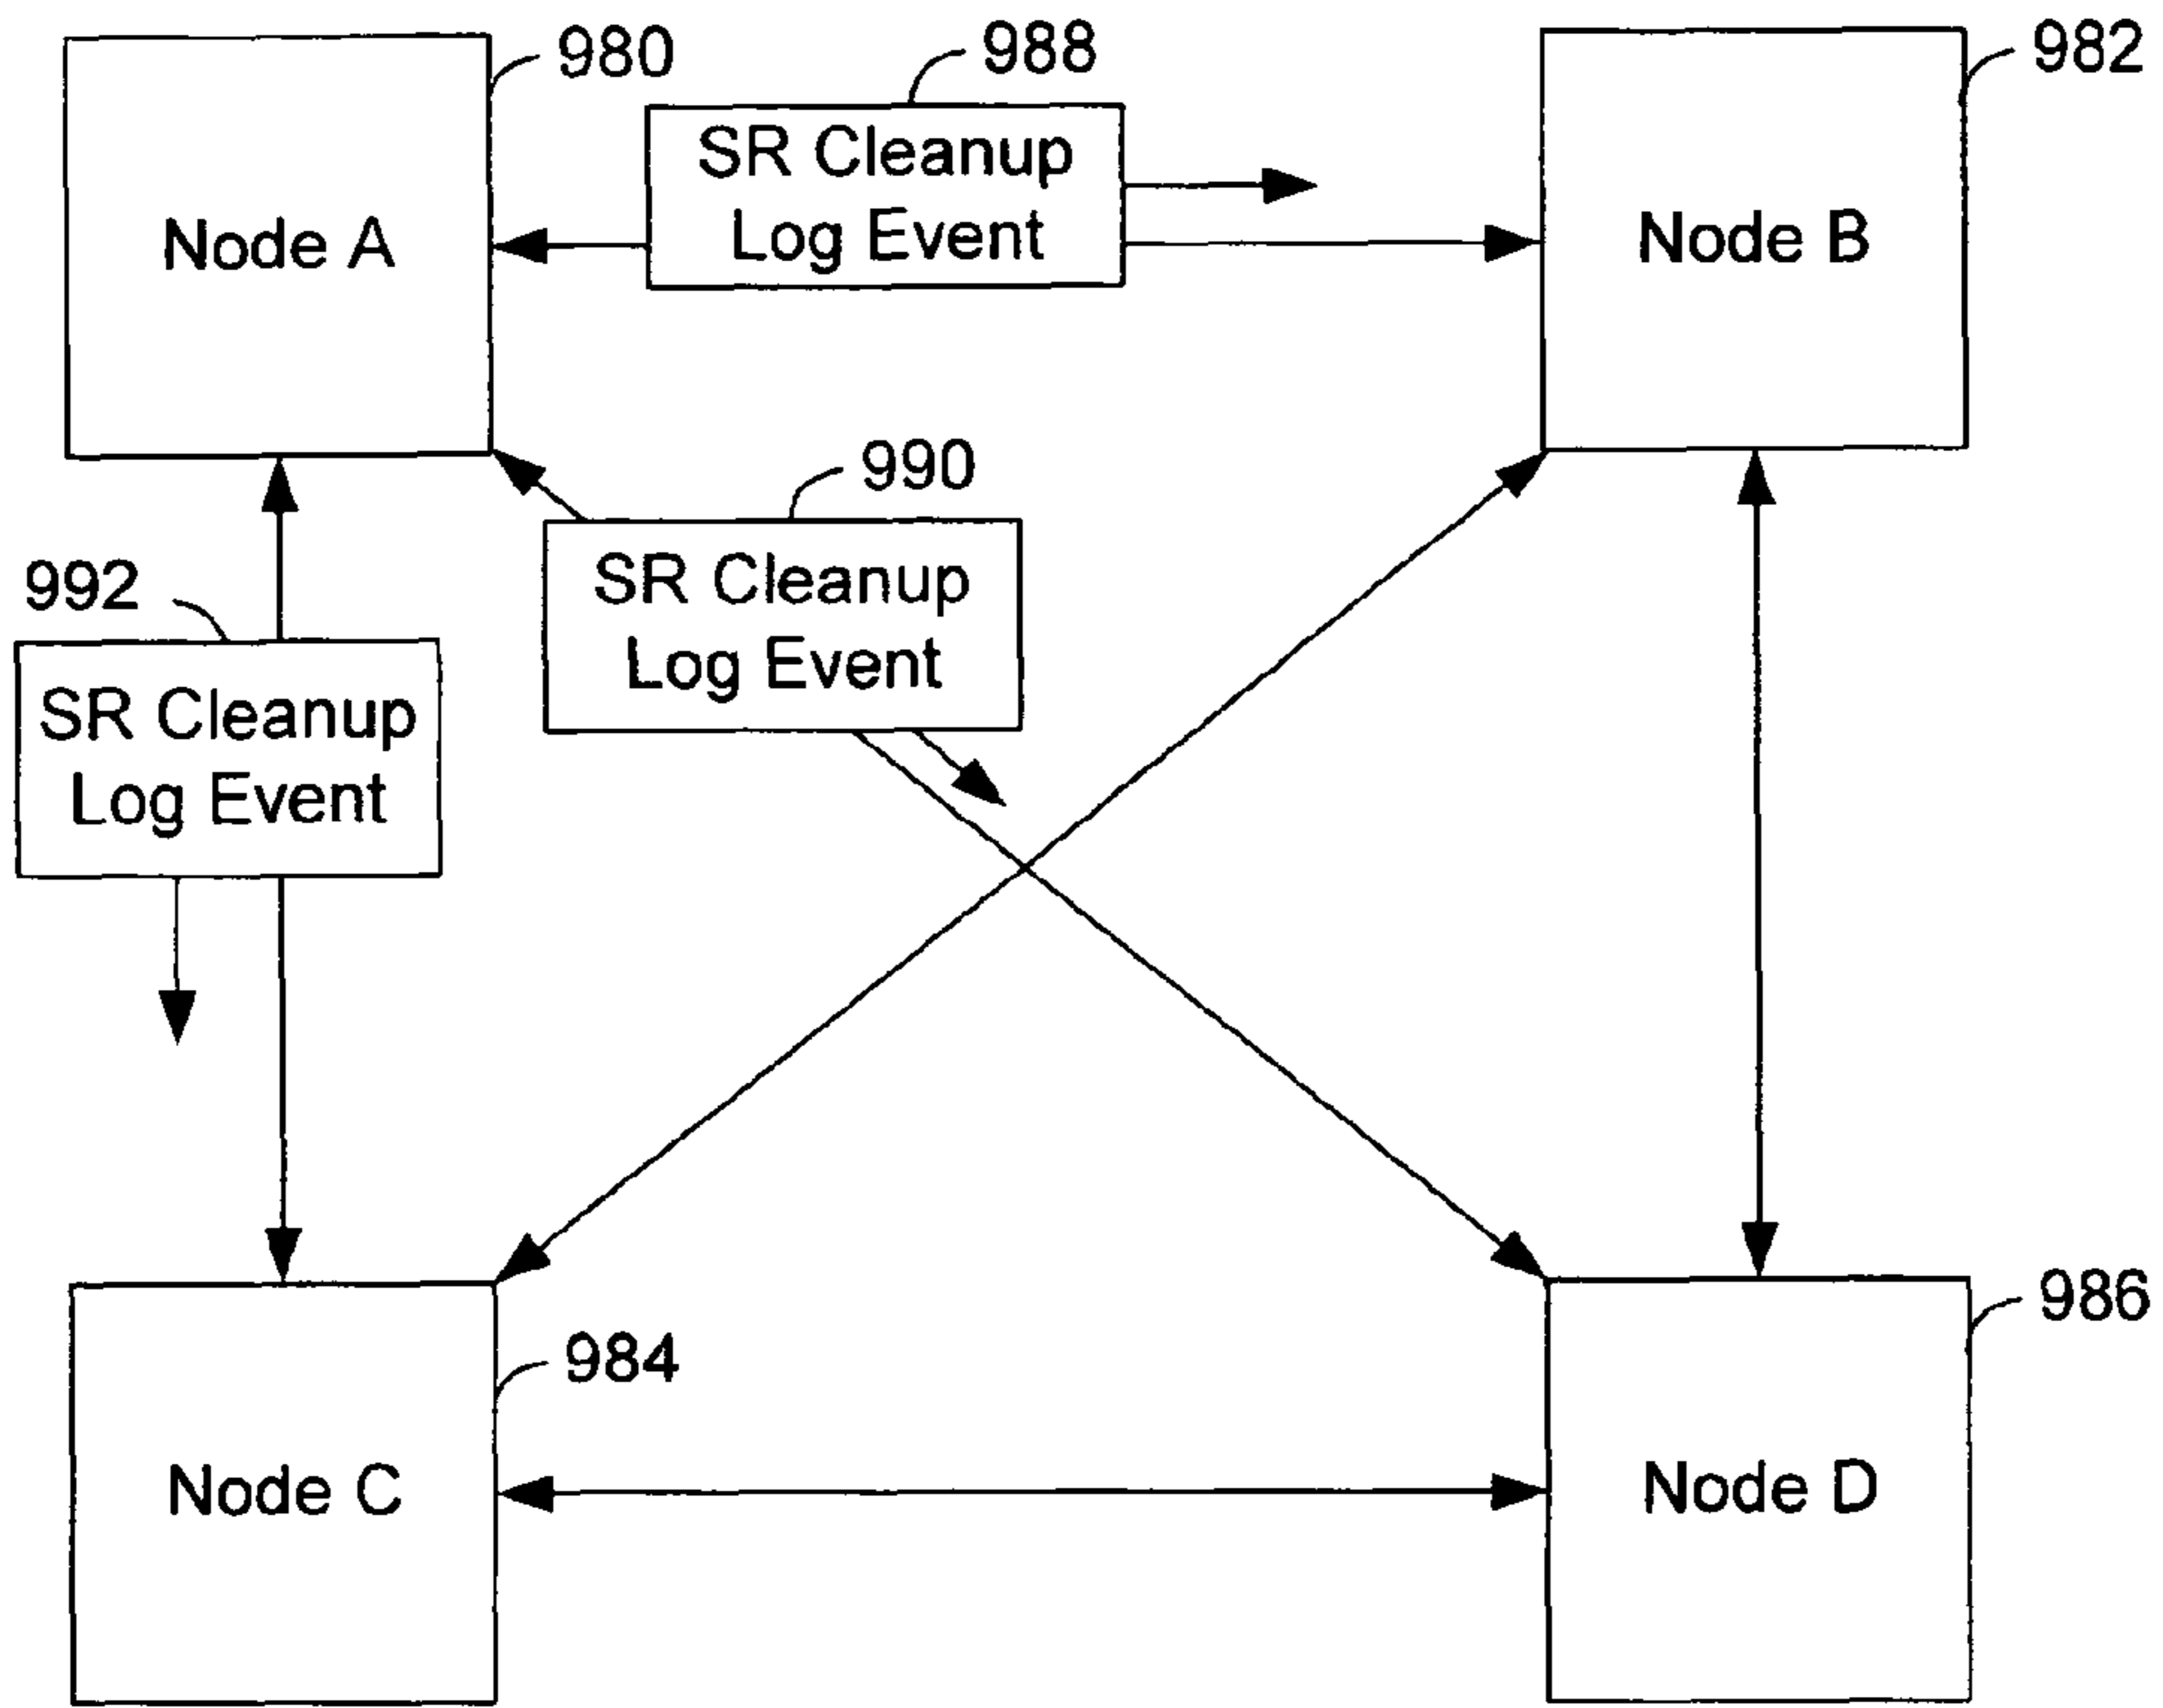 980
988
982
SR Cleanup
Log Event
Node A
Node B
990
992
SR Cleanup
Log Event
SR Cleanup
Log Event
986
984
Node C
Node D